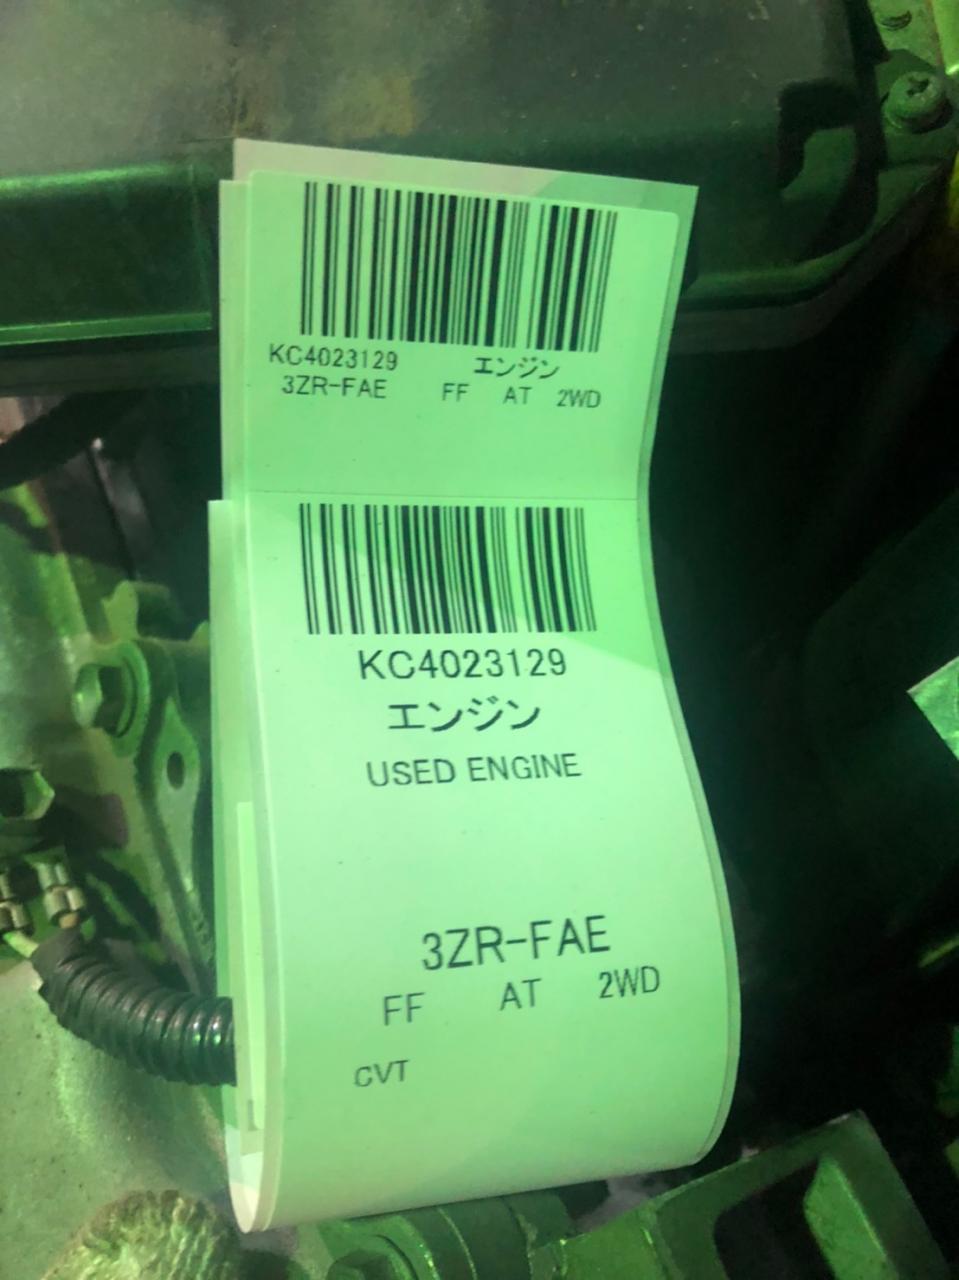 KC4023129 エンジン
3ZR-FAE FF AT 2WD
KC4023129
エンジン
USED ENGINE
3ZR-FAE
FF AT 2WD
CVT